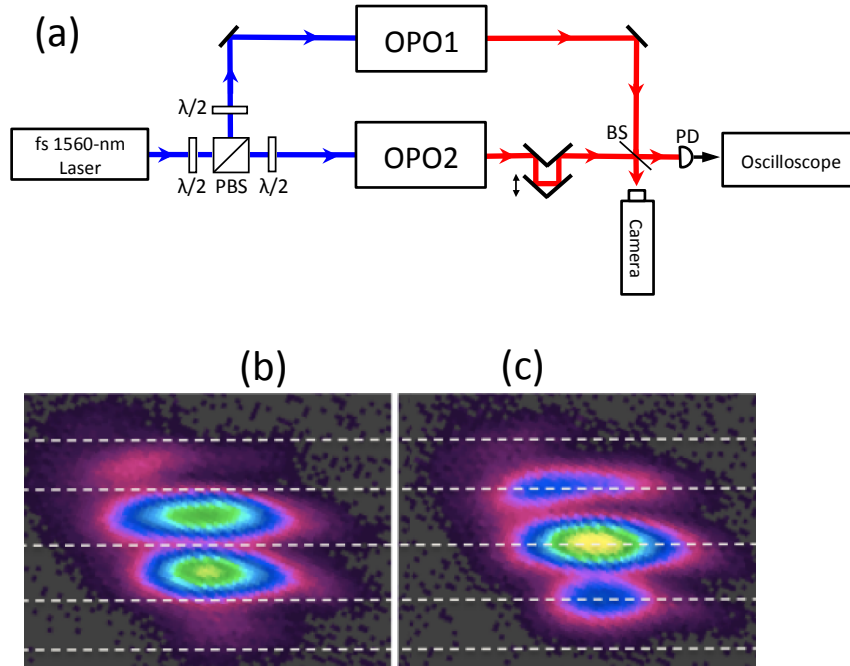 (a)
OPO1
λ/2
fs 1560-nm
Laser
λ/2
PBS
λ/2
OPO2
BS
PD
Oscilloscope
Camera
(b)
(c)